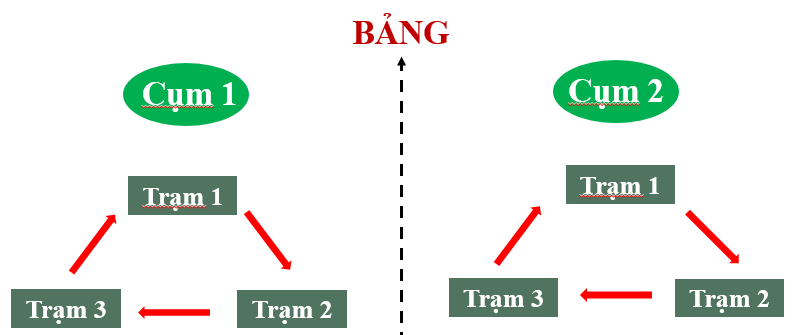 BẢNG
Cụm 1
Cụm 2
Trạm 1
Trạm 1
Trạm 3
Trạm 2
Trạm 3
Trạm 2